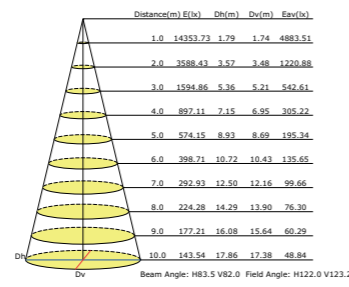 Distance(m) E(lx) Dh(m) Dv(m) Eav(lx)
1.0 14353.73 1.79 1.74 4883.51
2.0 3588.43 3.57 3.48 1220.88
3.0 1594.86 5.36 5.21 542.61
4.0 897.11 7.15 6.95 305.22
5.0 574.15 8.93 8.69 195.34
6.0 398.71 10.72 10.43 135.65
7.0 292.93 12.50 12.16 99.66
8.0 224.28 14.29 13.90 76.30
9.0 177.21 16.08 15.64 60.29
Dh 10.0 143.54 17.86 17.38 48.84
Dv Beam Angle: H83.5 V82.0 Field Angle: H122.0 V123.2